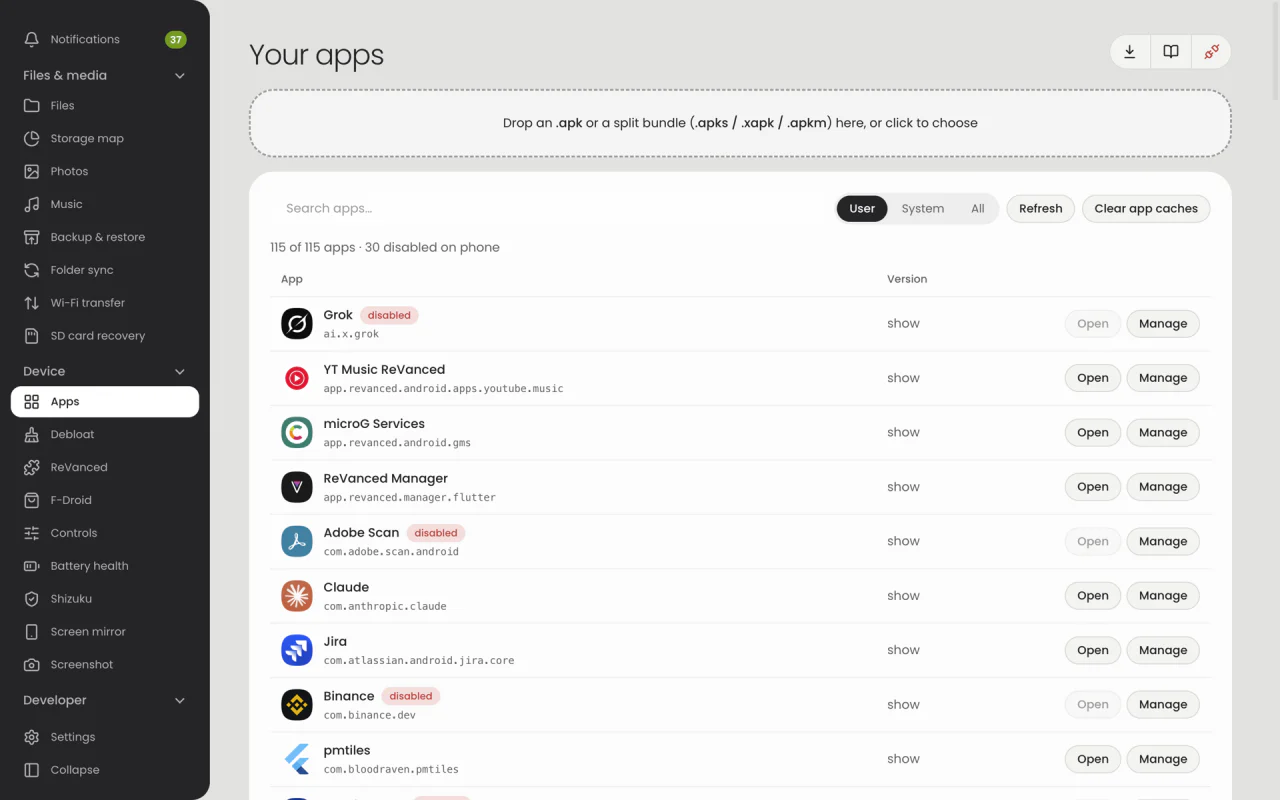 Notifications 37
Files & media
Files
Storage map
Photos
Music
Backup & restore
Folder sync
Wi-Fi transfer
SD card recovery
Device
Apps
Debloat
ReVanced
F-Droid
Controls
Battery health
Shizuku
Screen mirror
Screenshot
Developer
Settings
Collapse
Your apps
Drop an .apk or a split bundle (.apks / .xapk / .apkm) here, or click to choose
Search apps... User System All Refresh Clear app caches
115 of 115 apps · 30 disabled on phone
App Version
Grok disabled
ai.x.grok
show Open Manage
YT Music ReVanced
app.revanced.android.apps.youtube.music
show Open Manage
microG Services
app.revanced.android.gms
show Open Manage
ReVanced Manager
app.revanced.manager.flutter
show Open Manage
Adobe Scan disabled
com.adobe.scan.android
show Open Manage
Claude
com.anthropic.claude
show Open Manage
Jira
com.atlassian.android.jira.core
show Open Manage
Binance disabled
com.binance.dev
show Open Manage
pmtiles
com.bloodraven.pmtiles
show Open Manage